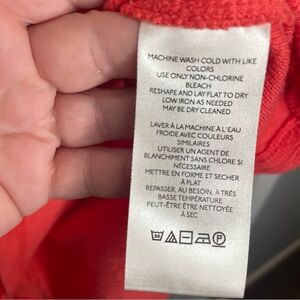 MACHINE WASH COLD WITH LIKE
COLORS
USE ONLY NON-CHLORINE
BLEACH
RESHAPE AND LAY FLAT TO DRY
LOW IRON AS NEEDED
MAY BE DRY CLEANED
LAVER À LA MACHINE À L'EAU
FROIDE AVEC COULEURS
SIMILAIRES
UTILISER UN AGENT DE
BLANCHIMENT SANS CHLORE SI
NÉCESSAIRE
METTRE EN FORME ET SÉCHER
À PLAT
REPASSER, AU BESOIN, À TRÈS
BASSE TEMPÉRATURE
PEUT-ÊTRE ÊTRE NETTOYÉE
À SEC
30 P